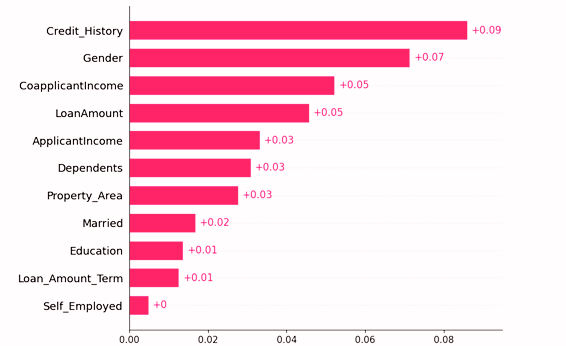 Credit_History +0.09
Gender +0.07
CoapplicantIncome +0.05
LoanAmount +0.05
ApplicantIncome +0.03
Dependents +0.03
Property_Area +0.03
Married +0.02
Education +0.01
Loan_Amount_Term +0.01
Self_Employed +0
0.00 0.02 0.04 0.06 0.08